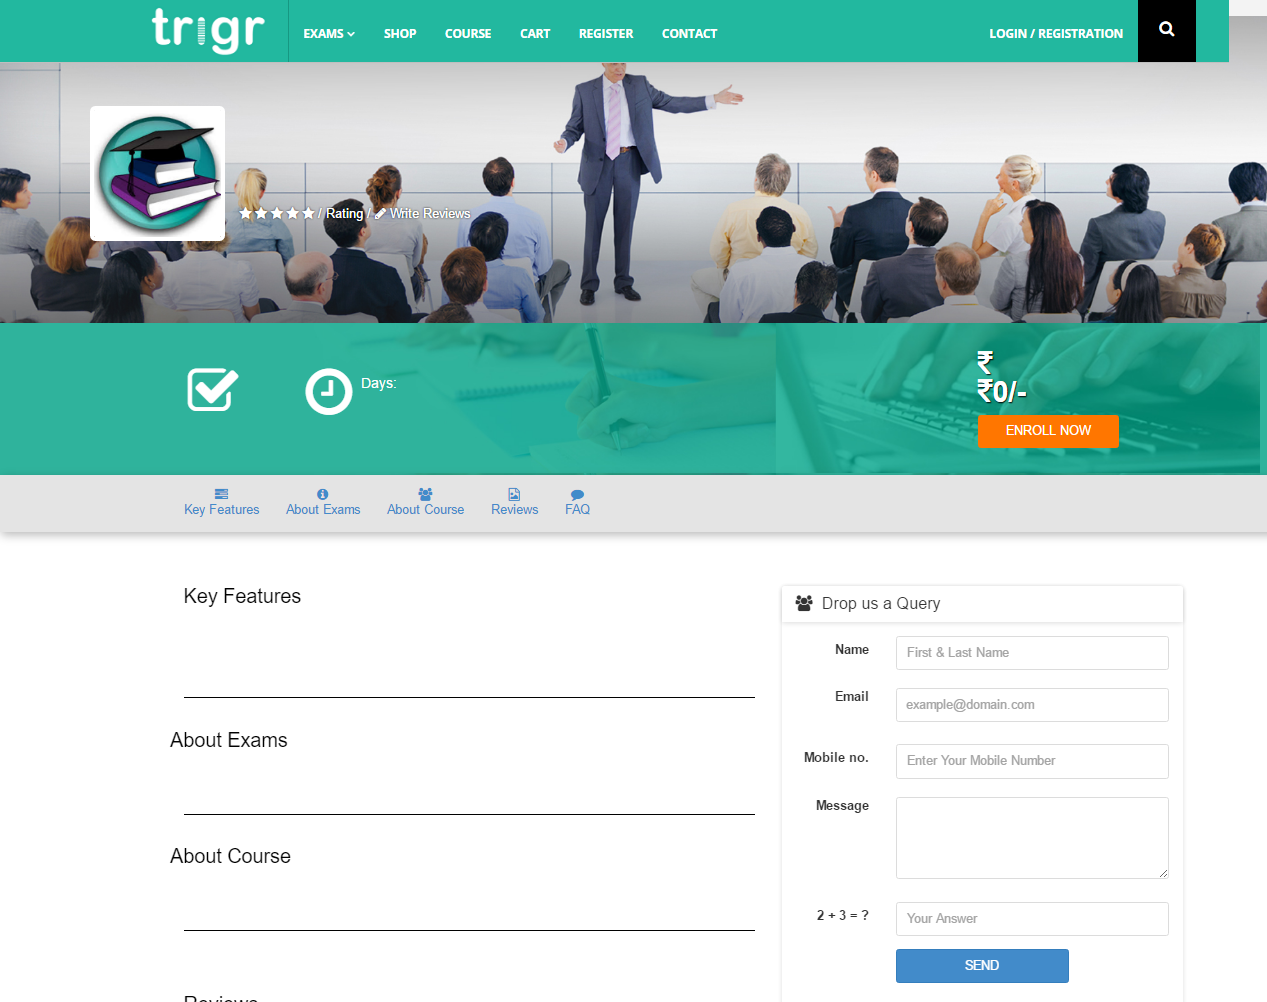 trigr
EXAMS SHOP COURSE CART REGISTER CONTACT LOGIN / REGISTRATION
/ Rating / Write Reviews
Days:
₹
₹0/-
ENROLL NOW
Key Features About Exams About Course Reviews FAQ
Key Features
About Exams
About Course
Reviews
Drop us a Query
Name First & Last Name
Email example@domain.com
Mobile no. Enter Your Mobile Number
Message
2 + 3 = ? Your Answer
SEND